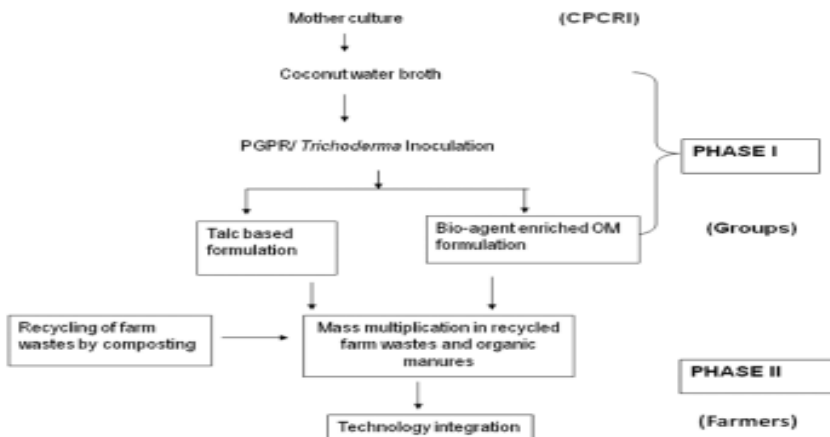 Mother culture
(CPCRI)
Coconut water broth
PGPR/ Trichoderma Inoculation
PHASE I
Talc based
formulation
Bio-agent enriched OM
formulation
(Groups)
Recycling of farm
wastes by composting
Mass multiplication in recycled
farm wastes and organic
manures
PHASE II
Technology integration
(Farmers)